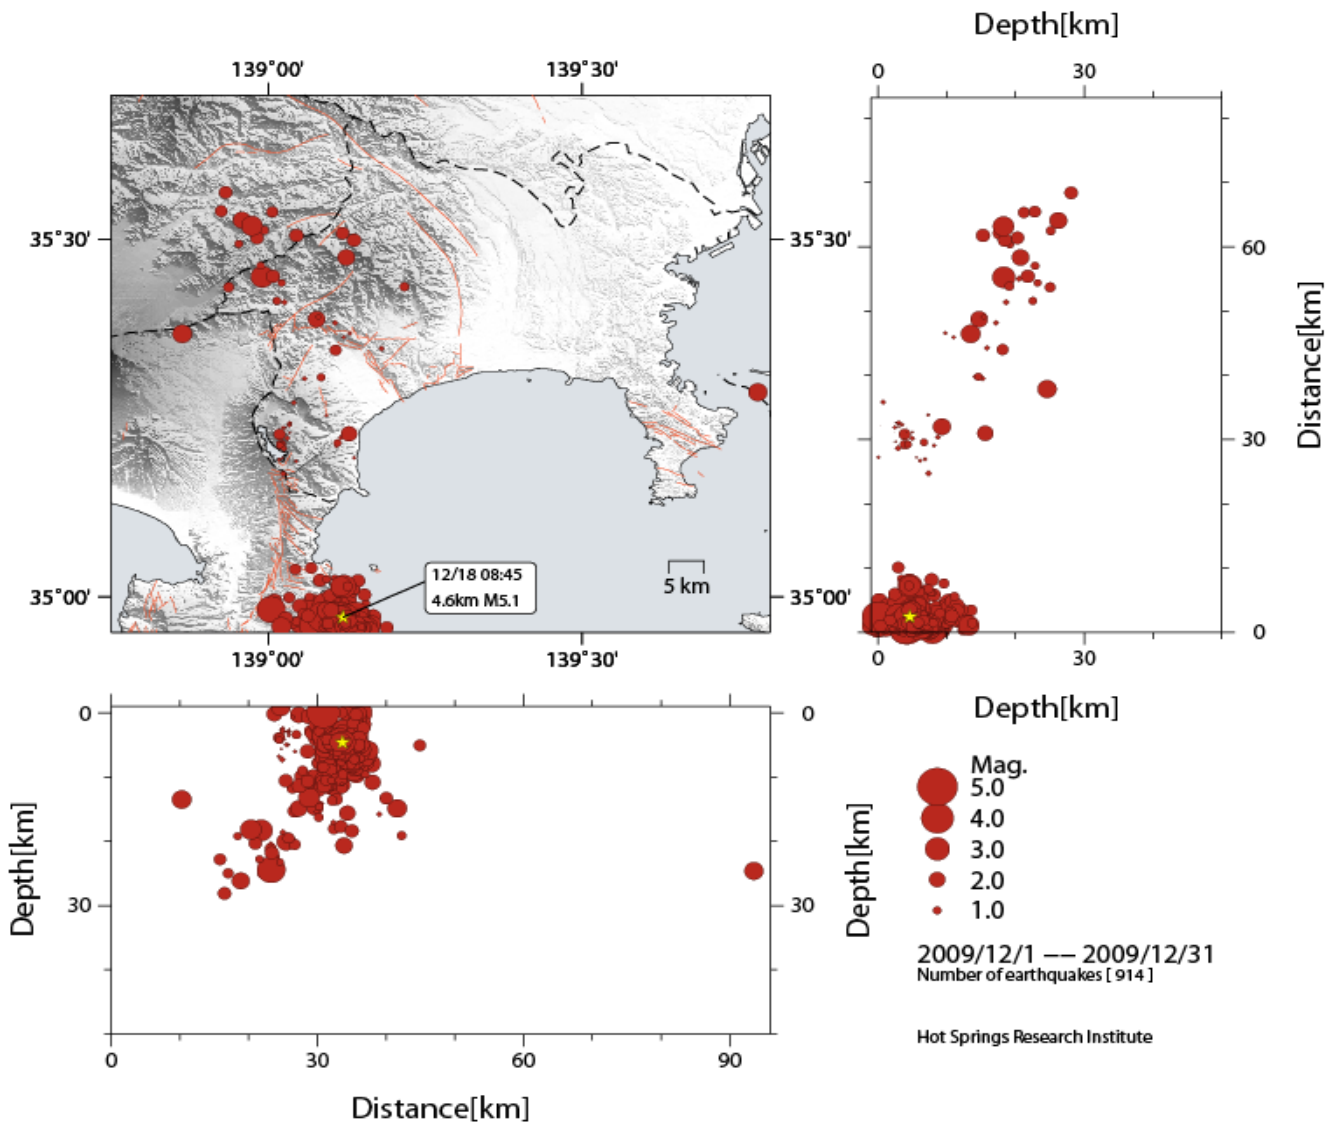 Depth[km]
139°00'
139°30'
0
30
35°30'
35°30'
60
Distance[km]
30
12/18 08:45
4.6km M5.1
5 km
35°00'
35°00'
0
139°00'
139°30'
0
30
Depth[km]
0
0
Mag.
5.0
4.0
3.0
2.0
1.0
Depth[km]
Depth[km]
30
30
2009/12/1 −− 2009/12/31
Number of earthquakes [ 914 ]
Hot Springs Research Institute
0
30
60
90
Distance[km]